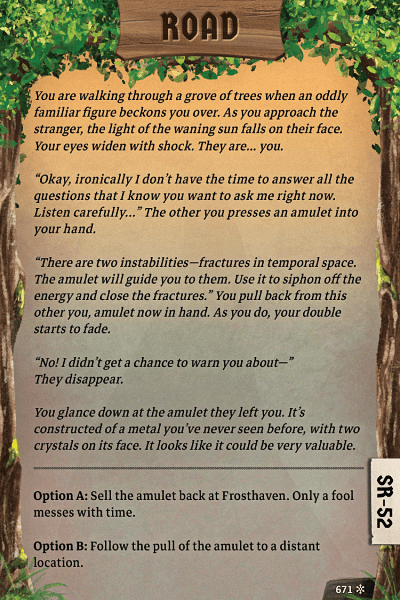 ROAD
You are walking through a grove of trees when an oddly
familiar figure beckons you over. As you approach the
stranger, the light of the waning sun falls on their face.
Your eyes widen with shock. They are... you.
“Okay, ironically I don’t have the time to answer all the
questions that I know you want to ask me right now.
Listen carefully...” The other you presses an amulet into
your hand.
“There are two instabilities—fractures in temporal space.
The amulet will guide you to them. Use it to siphon off the
energy and close the fractures.” You pull back from this
other you, amulet now in hand. As you do, your double
starts to fade.
“No! I didn’t get a chance to warn you about—”
They disappear.
You glance down at the amulet they left you. It’s
constructed of a metal you’ve never seen before, with two
crystals on its face. It looks like it could be very valuable.
Option A: Sell the amulet back at Frosthaven. Only a fool
messes with time.
Option B: Follow the pull of the amulet to a distant
location.
SR-52
671